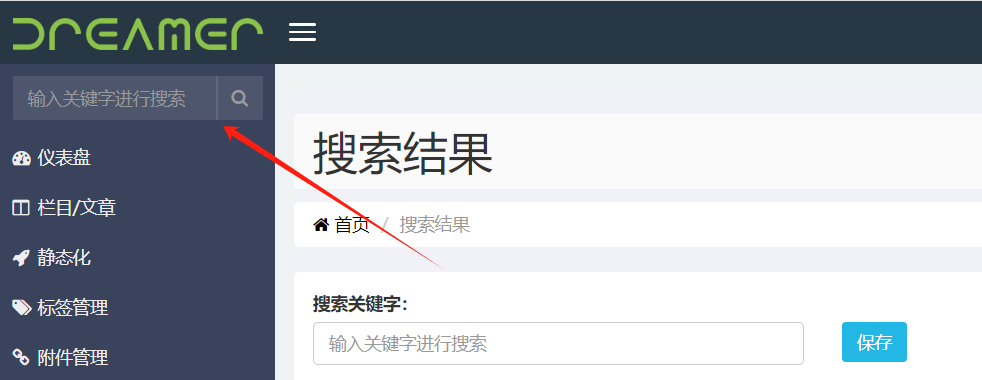 DREAMER
输入关键字进行搜索
仪表盘
栏目/文章
静态化
标签管理
附件管理
搜索结果
首页 / 搜索结果
搜索关键字：
输入关键字进行搜索
保存